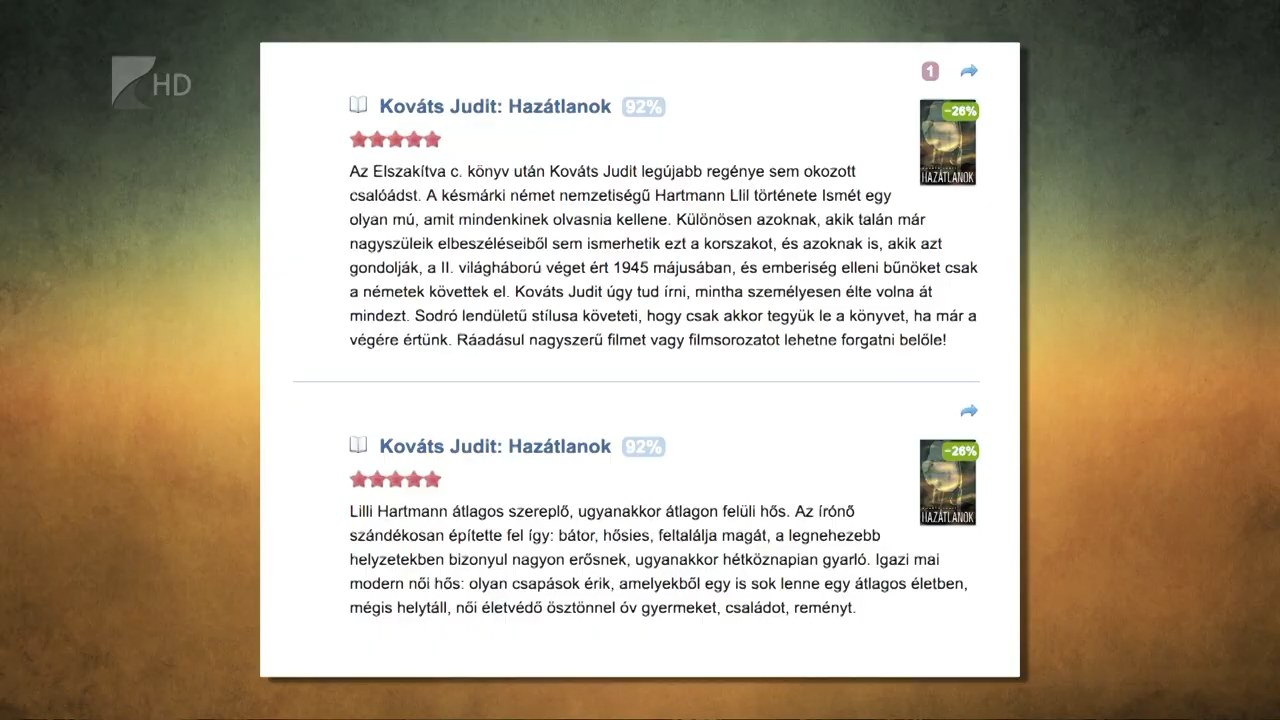 HD
1
Kováts Judit: Hazátlanok 92%
−26%
HAZÁTLANOK
Az Elszakítva c. könyv után Kováts Judit legújabb regénye sem okozott
csalóádst. A késmárki német nemzetiségű Hartmann Llil története Ismét egy
olyan mú, amit mindenkinek olvasnia kellene. Különösen azoknak, akik talán már
nagyszüleik elbeszéléseiből sem ismerhetik ezt a korszakot, és azoknak is, akik azt
gondolják, a II. világháború véget ért 1945 májusában, és emberiség elleni bűnöket csak
a németek követtek el. Kováts Judit úgy tud írni, mintha személyesen élte volna át
mindezt. Sodró lendületű stílusa követeti, hogy csak akkor tegyük le a könyvet, ha már a
végére értünk. Ráadásul nagyszerű filmet vagy filmsorozatot lehetne forgatni belőle!
Kováts Judit: Hazátlanok 92%
−26%
HAZÁTLANOK
Lilli Hartmann átlagos szereplő, ugyanakkor átlagon felüli hős. Az írónő
szándékosan építette fel így: bátor, hősies, feltalálja magát, a legnehezebb
helyzetekben bizonyul nagyon erősnek, ugyanakkor hétköznapian gyarló. Igazi mai
modern női hős: olyan csapások érik, amelyekből egy is sok lenne egy átlagos életben,
mégis helytáll, női életvédő ösztönnel óv gyermeket, családot, reményt.